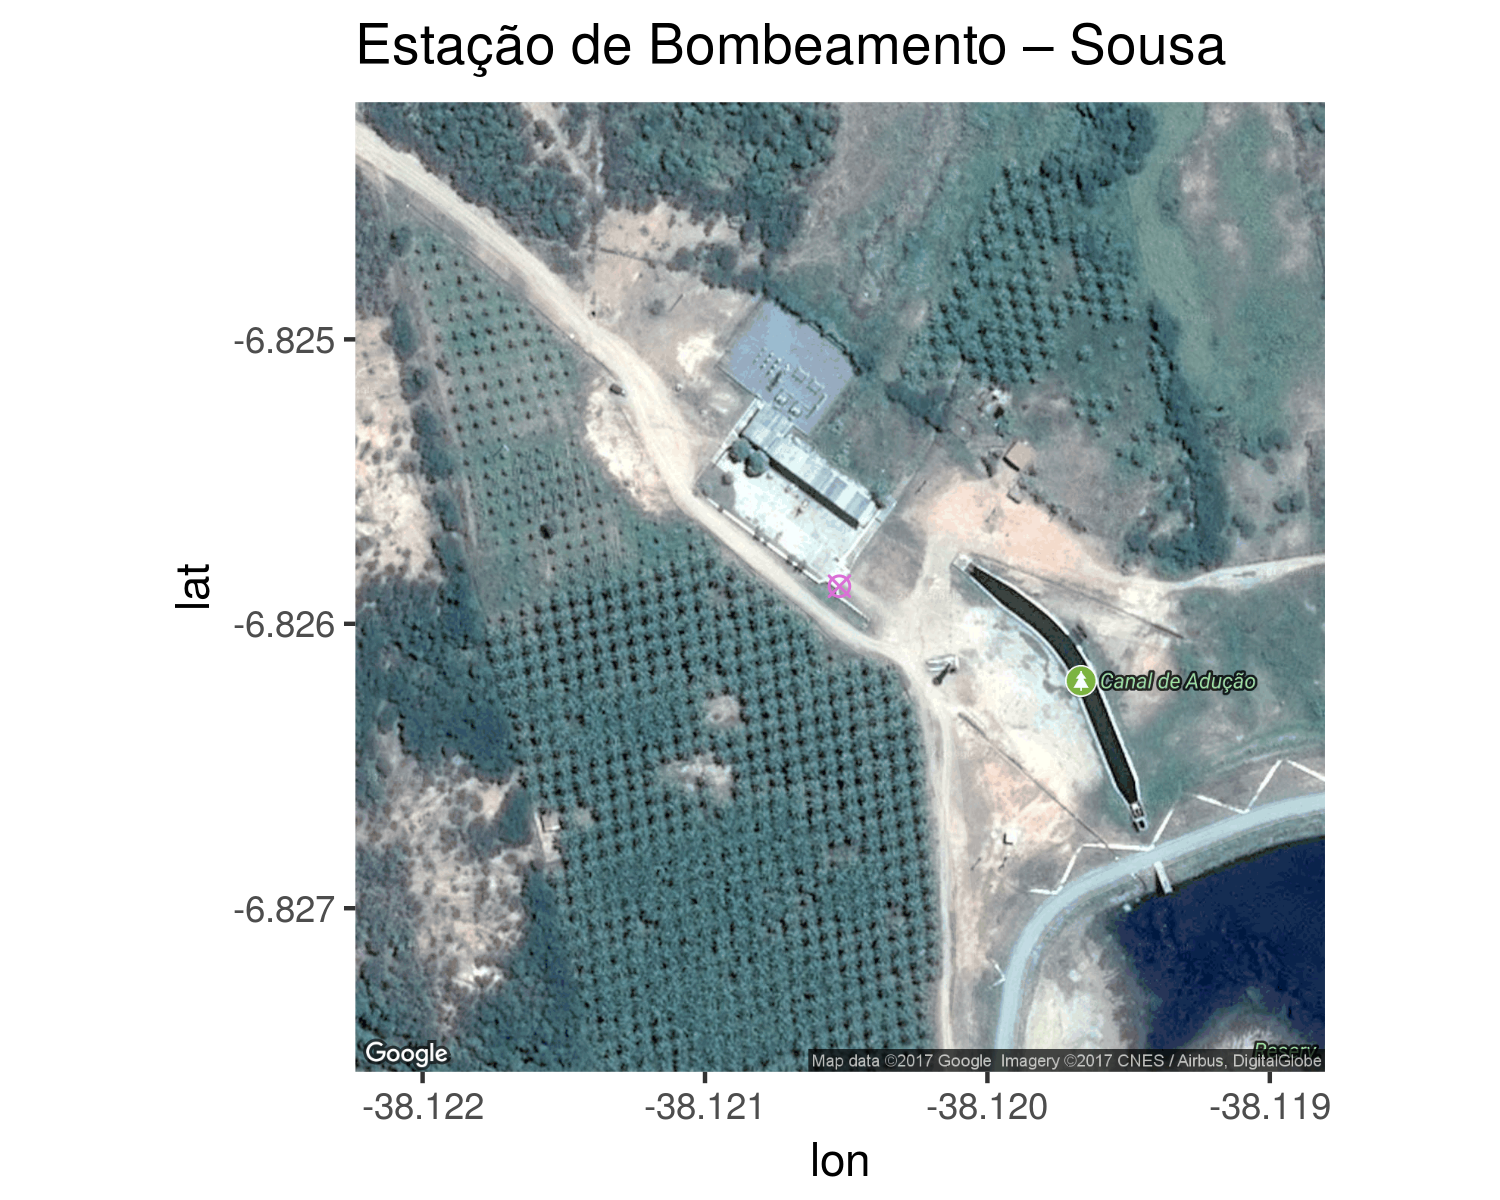 Estação de Bombeamento – Sousa
-6.825
lat
-6.826
Canal de Adução
-6.827
Reserv
Google
Map data ©2017 Google Imagery ©2017 CNES / Airbus, DigitalGlobe
-38.122 -38.121 -38.120 -38.119
lon